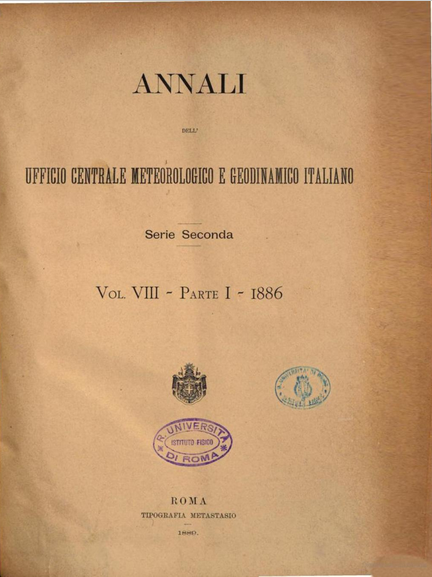 ANNALI
DELL'
UFFICIO CENTRALE METEOROLOGICO E GEODINAMICO ITALIANO
Serie Seconda
VOL. VIII - PARTE I - 1886
R. UNIVERSITÀ
ISTITUTO FISICO
DI ROMA
ROMA
TIPOGRAFIA METASTASIO